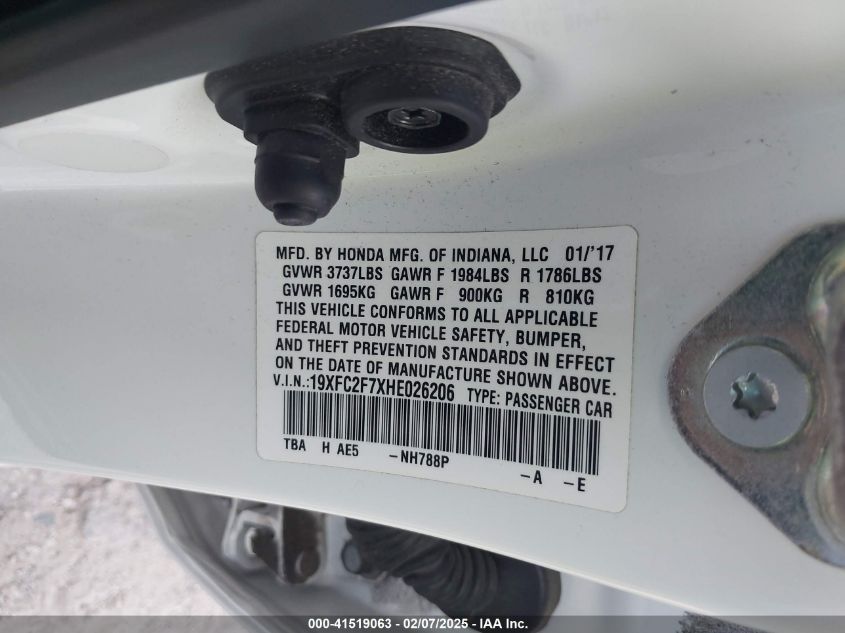 MFD. BY HONDA MFG. OF INDIANA, LLC 01/'17
GVWR 3737LBS GAWR F 1984LBS R 1786LBS
GVWR 1695KG GAWR F 900KG R 810KG
THIS VEHICLE CONFORMS TO ALL APPLICABLE
FEDERAL MOTOR VEHICLE SAFETY, BUMPER,
AND THEFT PREVENTION STANDARDS IN EFFECT
ON THE DATE OF MANUFACTURE SHOWN ABOVE.
V.I.N.:19XFC2F7XHE026206 TYPE: PASSENGER CAR
TBA H AE5 -NH788P -A -E
000-41519063 - 02/07/2025 - © IAA Inc.